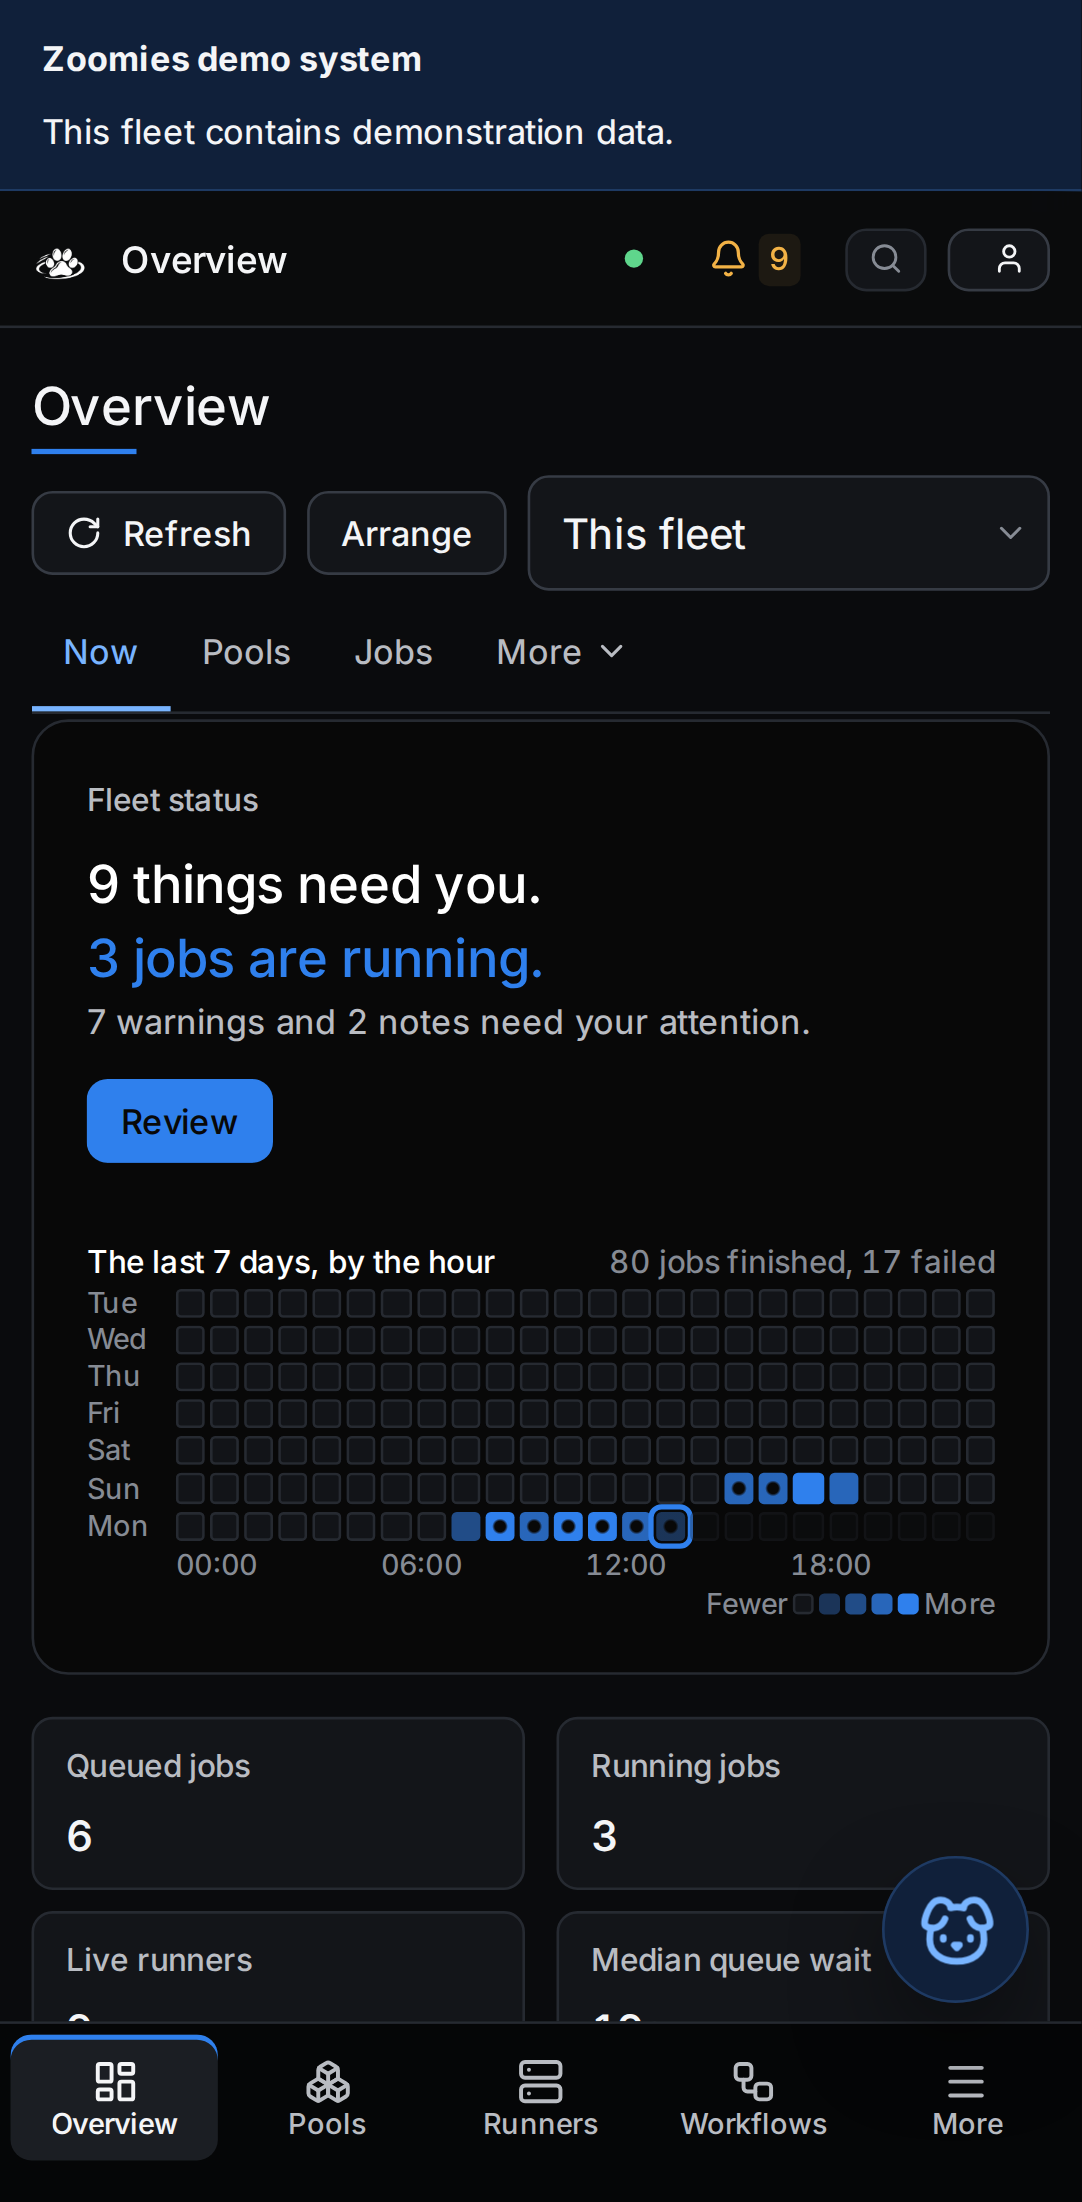 Zoomies demo system
This fleet contains demonstration data.
Overview
9
Overview
Refresh
Arrange
This fleet
Now
Pools
Jobs
More
Fleet status
9 things need you.
3 jobs are running.
7 warnings and 2 notes need your attention.
Review
The last 7 days, by the hour
80 jobs finished, 17 failed
Tue
Wed
Thu
Fri
Sat
Sun
Mon
00:00 06:00 12:00 18:00
Fewer
More
Queued jobs
6
Running jobs
3
Live runners
Median queue wait
Overview
Pools
Runners
Workflows
More